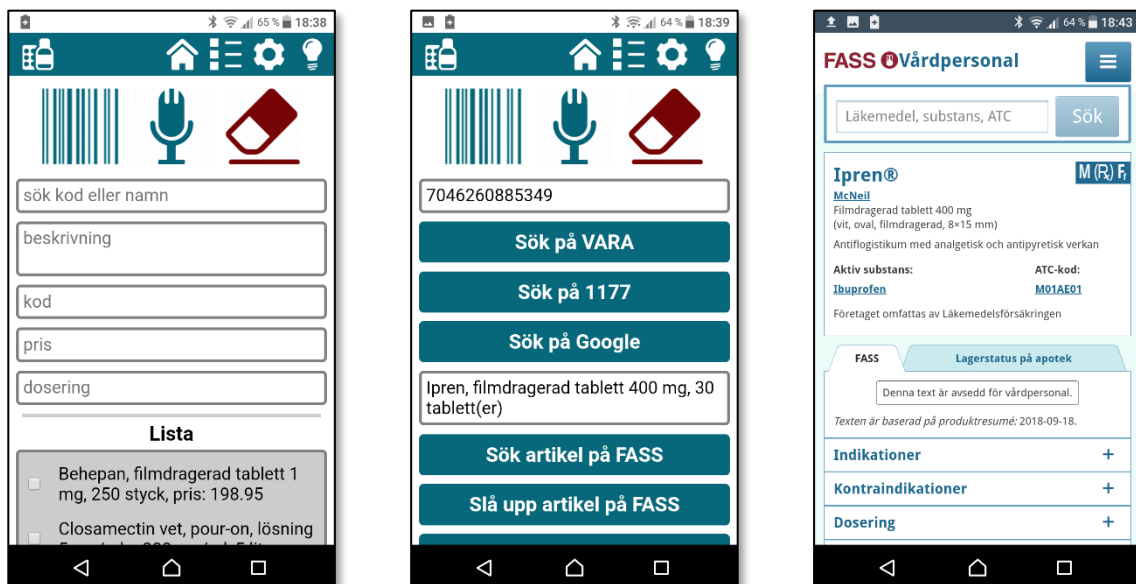 65 % 18:38
sök kod eller namn
beskrivning
kod
pris
dosering
Lista
Behepan, filmdragerad tablett 1
mg, 250 styck, pris: 198.95
Closamectin vet, pour-on, lösning
64 % 18:39
7046260885349
Sök på VARA
Sök på 1177
Sök på Google
Ipren, filmdragerad tablett 400 mg, 30
tablett(er)
Sök artikel på FASS
Slå upp artikel på FASS
64 % 18:43
FASS Vårdpersonal
Läkemedel, substans, ATC Sök
Ipren® M (Rx) Ff
McNeil
Filmdragerad tablett 400 mg
(vit, oval, filmdragerad, 8×15 mm)
Antiflogistikum med analgetisk och antipyretisk verkan
Aktiv substans: ATC-kod:
Ibuprofen M01AE01
Företaget omfattas av Läkemedelsförsäkringen
FASS Lagerstatus på apotek
Denna text är avsedd för vårdpersonal.
Texten är baserad på produktresumé: 2018-09-18.
Indikationer +
Kontraindikationer +
Dosering +